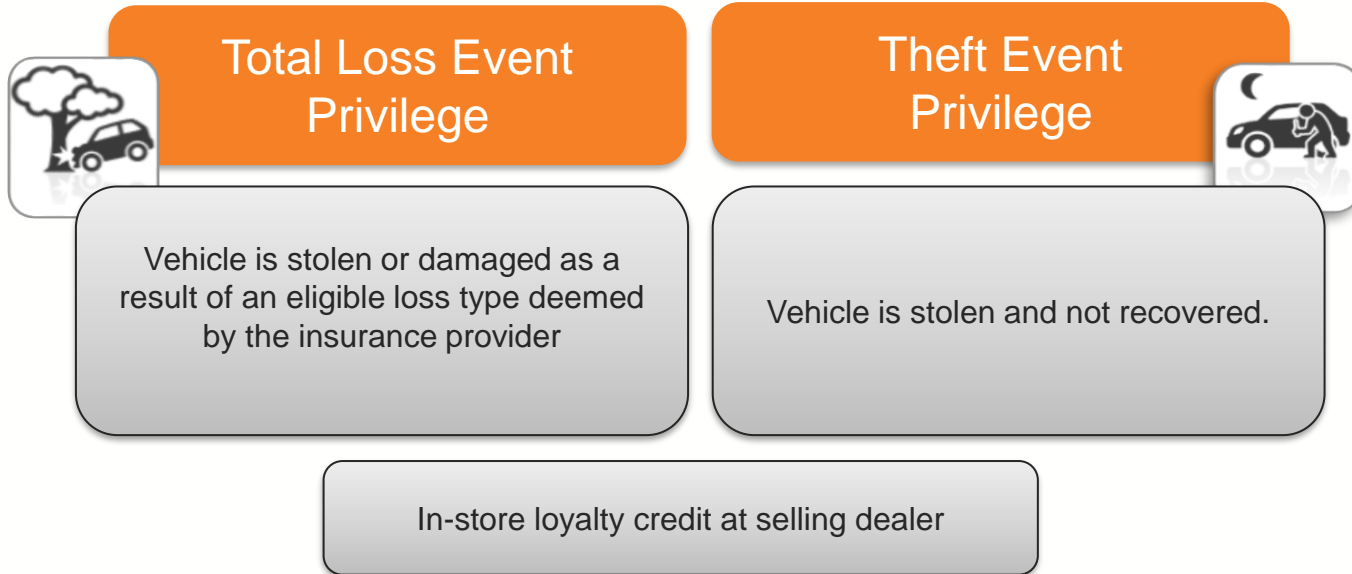 Total Loss Event
Privilege
Theft Event
Privilege
Vehicle is stolen or damaged as a
result of an eligible loss type deemed
by the insurance provider
Vehicle is stolen and not recovered.
In-store loyalty credit at selling dealer